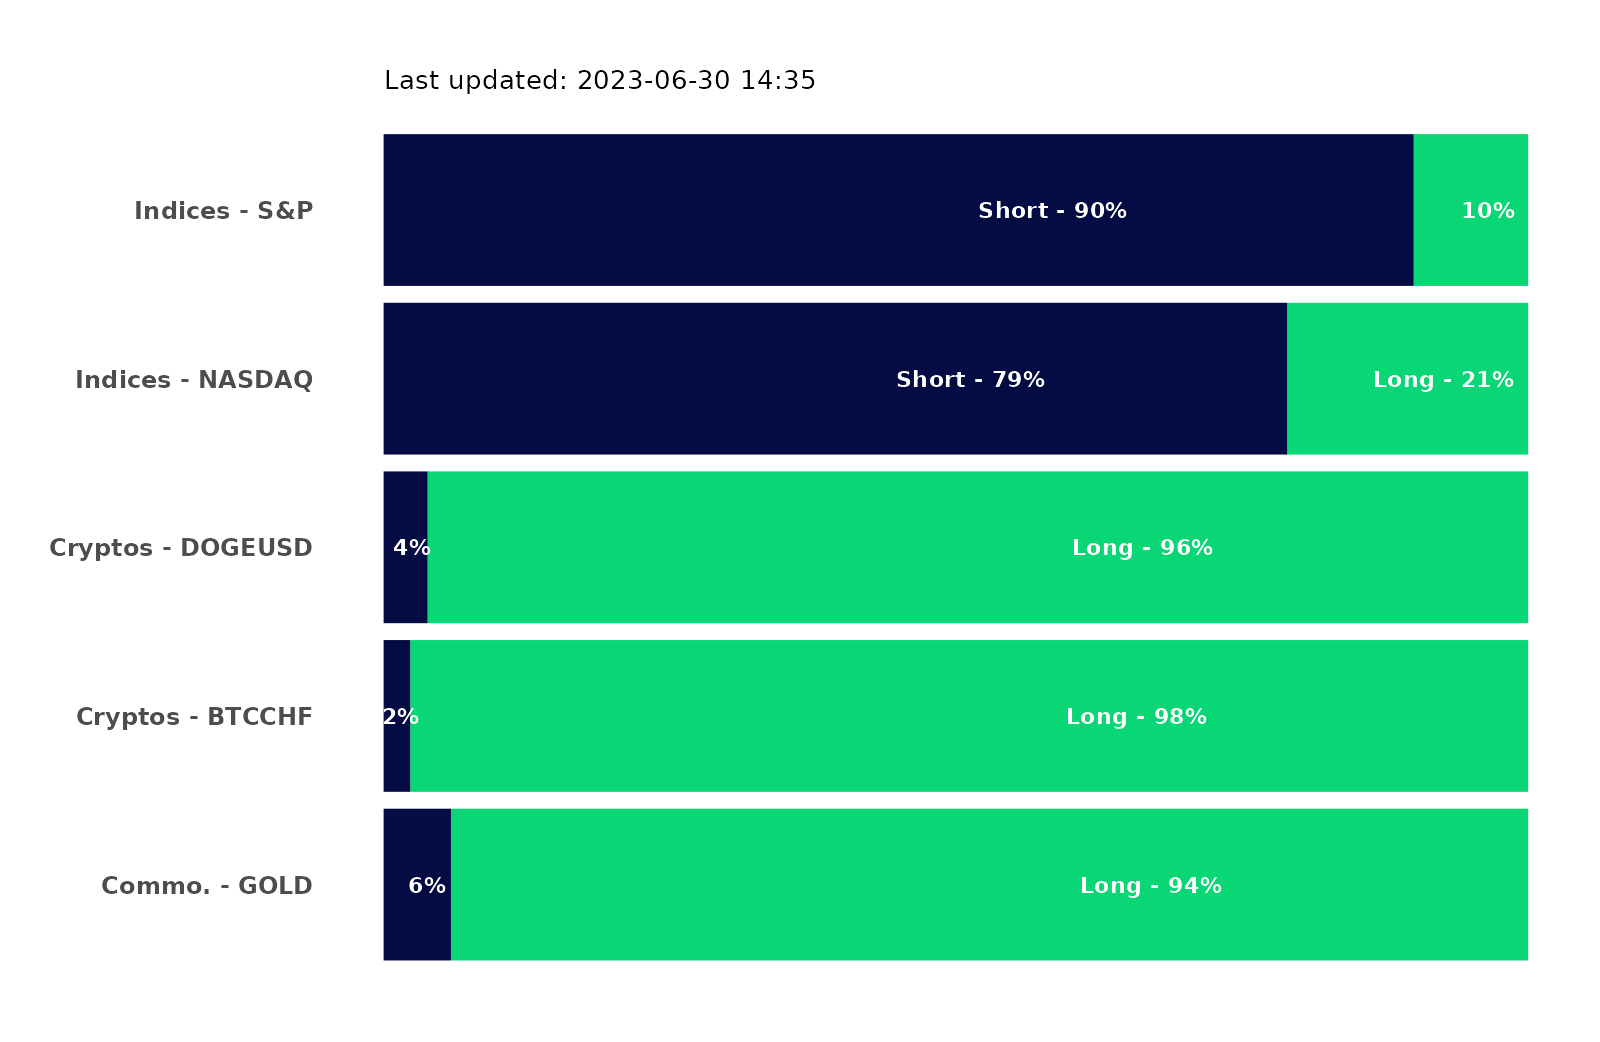 Last updated: 2023-06-30 14:35
Indices - S&P Short - 90% 10%
Indices - NASDAQ Short - 79% Long - 21%
Cryptos - DOGEUSD 4% Long - 96%
Cryptos - BTCCHF 2% Long - 98%
Commo. - GOLD 6% Long - 94%